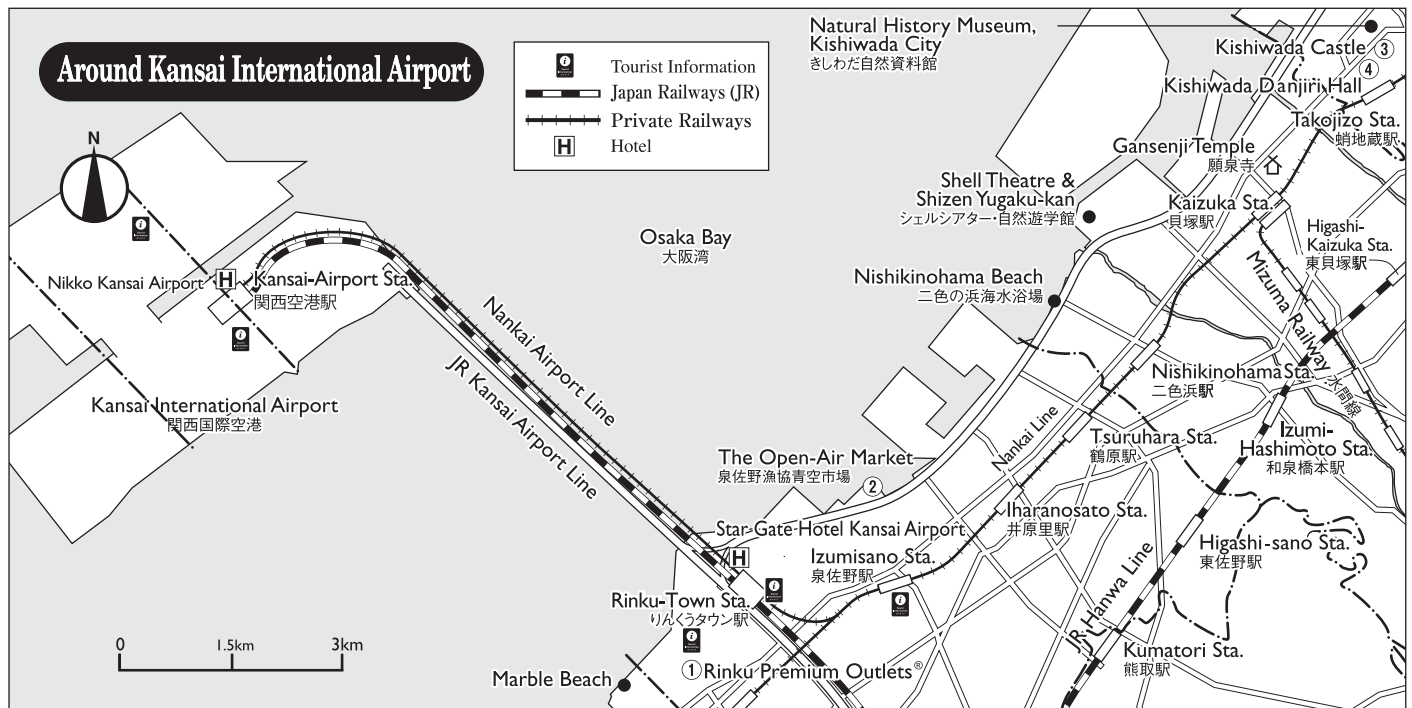 Around Kansai International Airport
Tourist Information
Japan Railways (JR)
Private Railways
H
Hotel
N
Natural History Museum,
Kishiwada City
きしわだ自然資料館
Kishiwada Castle ③
④
Kishiwada Danjiri Hall
Takojizo Sta.
蛸地蔵駅
Gansenji Temple
願泉寺
Shell Theatre &
Shizen Yugaku-kan
シェルシアター・自然遊学館
Kaizuka Sta.
貝塚駅
Higashi-
Kaizuka Sta.
東貝塚駅
Osaka Bay
大阪湾
Nishikinohama Beach
二色の浜海水浴場
Mizuma Railway 水間線
Nikko Kansai Airport
H
Kansai-Airport Sta.
関西空港駅
Nankai Airport Line
JR Kansai Airport Line
Kansai International Airport
関西国際空港
Nishikinohama Sta.
二色浜駅
Nankai Line
Tsuruhara Sta.
鶴原駅
Izumi-
Hashimoto Sta.
和泉橋本駅
The Open-Air Market
泉佐野漁協青空市場
②
Iharanosato Sta.
井原里駅
Star Gate Hotel Kansai Airport
H
Izumisano Sta.
泉佐野駅
Higashi-sano Sta.
東佐野駅
JR Hanwa Line
Rinku-Town Sta.
りんくうタウン駅
Kumatori Sta.
熊取駅
① Rinku Premium Outlets®
Marble Beach
0 1.5km 3km